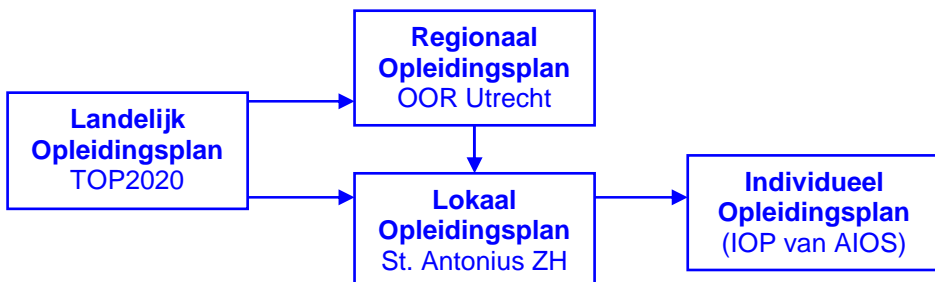 Landelijk
Opleidingsplan
TOP2020
Regionaal
Opleidingsplan
OOR Utrecht
Lokaal
Opleidingsplan
St. Antonius ZH
Individueel
Opleidingsplan
(IOP van AIOS)